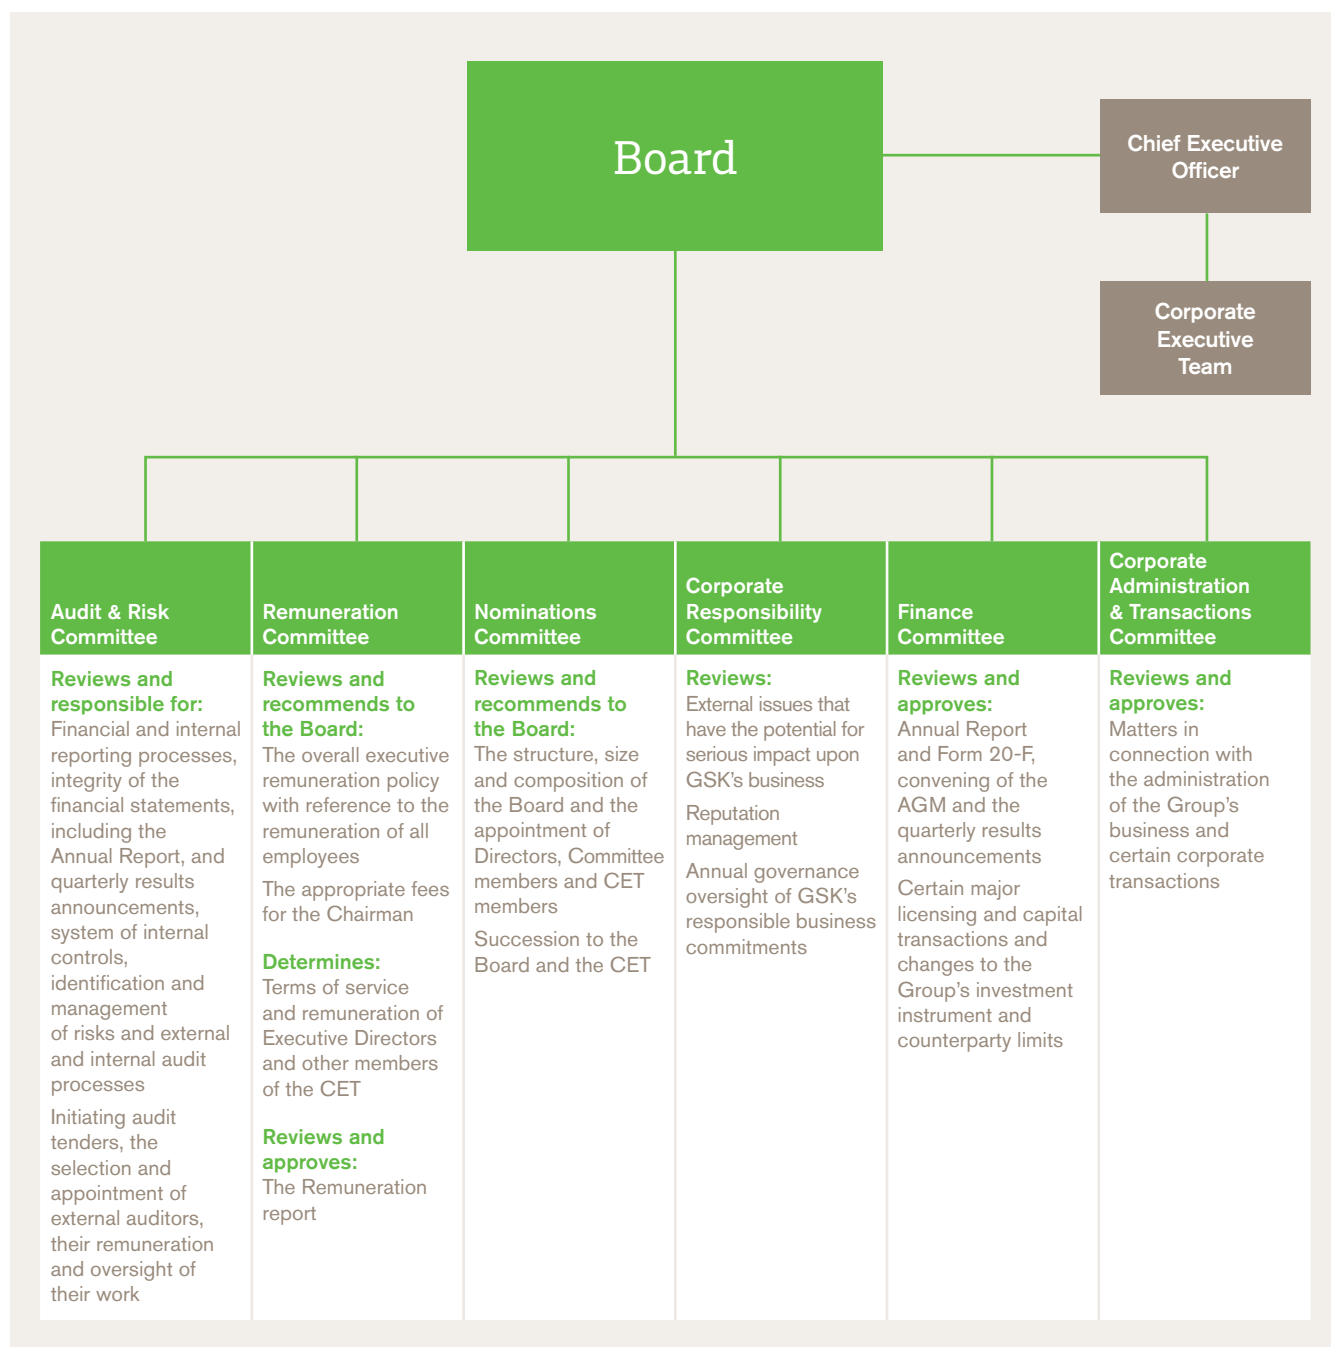 Board
Chief Executive
Officer
Corporate
Executive
Team
Audit & Risk
Committee
Reviews and
responsible for:
Financial and internal
reporting processes,
integrity of the
financial statements,
including the
Annual Report, and
quarterly results
announcements,
system of internal
controls,
identification and
management
of risks and external
and internal audit
processes
Initiating audit
tenders, the
selection and
appointment of
external auditors,
their remuneration
and oversight of
their work
Remuneration
Committee
Reviews and
recommends to
the Board:
The overall executive
remuneration policy
with reference to the
remuneration of all
employees
The appropriate fees
for the Chairman
Determines:
Terms of service
and remuneration of
Executive Directors
and other members
of the CET
Reviews and
approves:
The Remuneration
report
Nominations
Committee
Reviews and
recommends to
the Board:
The structure, size
and composition of
the Board and the
appointment of
Directors, Committee
members and CET
members
Succession to the
Board and the CET
Corporate
Responsibility
Committee
Reviews:
External issues that
have the potential for
serious impact upon
GSK's business
Reputation
management
Annual governance
oversight of GSK's
responsible business
commitments
Finance
Committee
Reviews and
approves:
Annual Report
and Form 20-F,
convening of the
AGM and the
quarterly results
announcements
Certain major
licensing and capital
transactions and
changes to the
Group's investment
instrument and
counterparty limits
Corporate
Administration
& Transactions
Committee
Reviews and
approves:
Matters in
connection with
the administration
of the Group's
business and
certain corporate
transactions